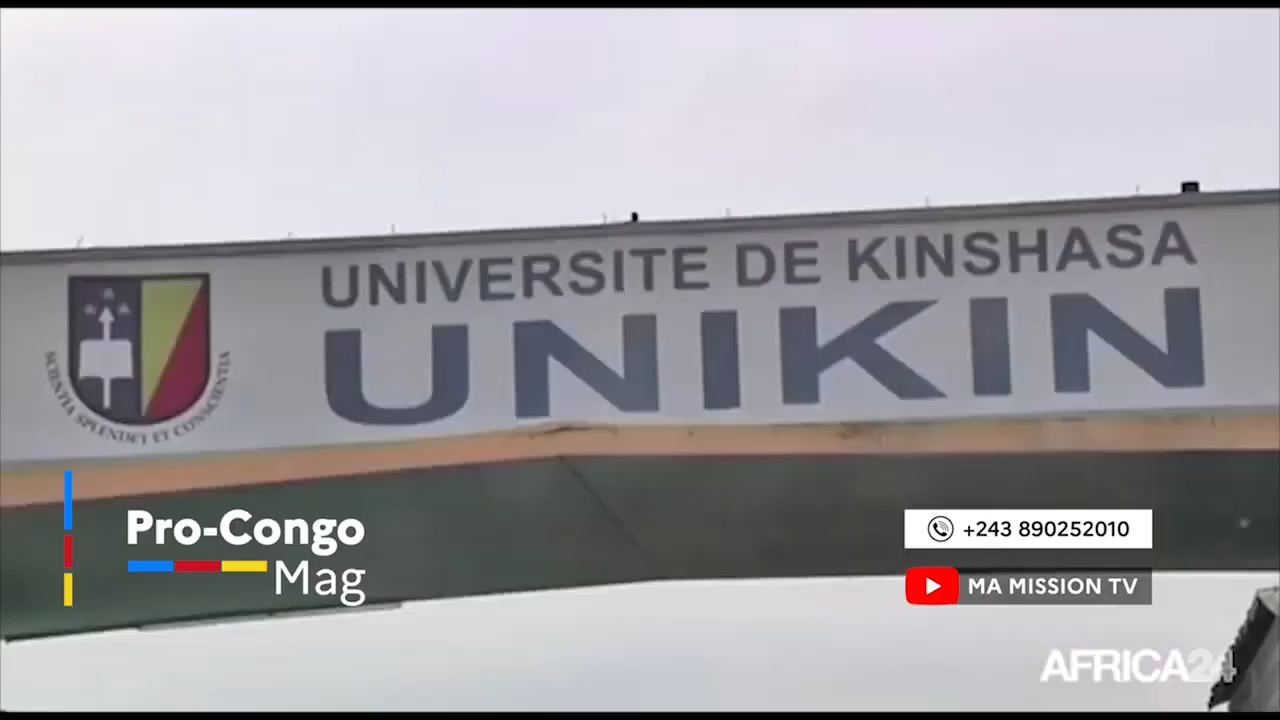 UNIVERSITE DE KINSHASA
UNIKIN
SCIENTIA SPLENDET ET CONSCIENTIA
Pro-Congo
Mag
+243 890252010
MA MISSION TV
AFRICA24